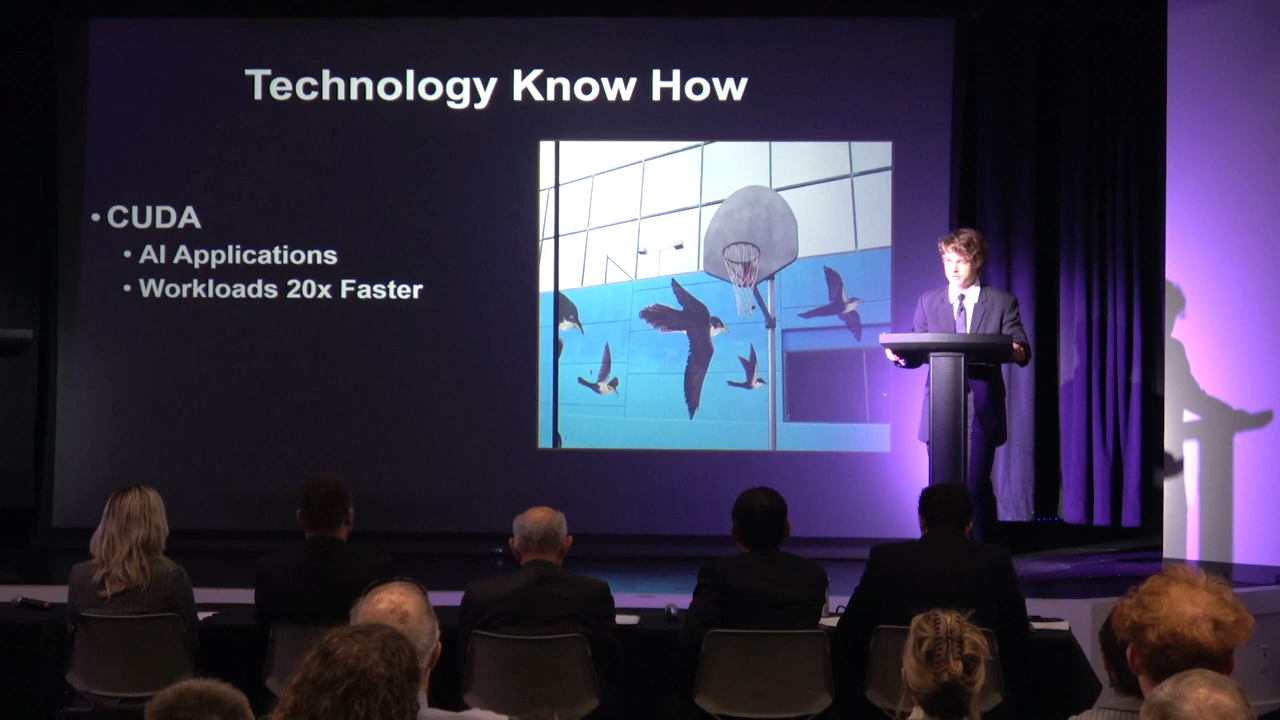 Technology Know How
• CUDA
• AI Applications
• Workloads 20x Faster